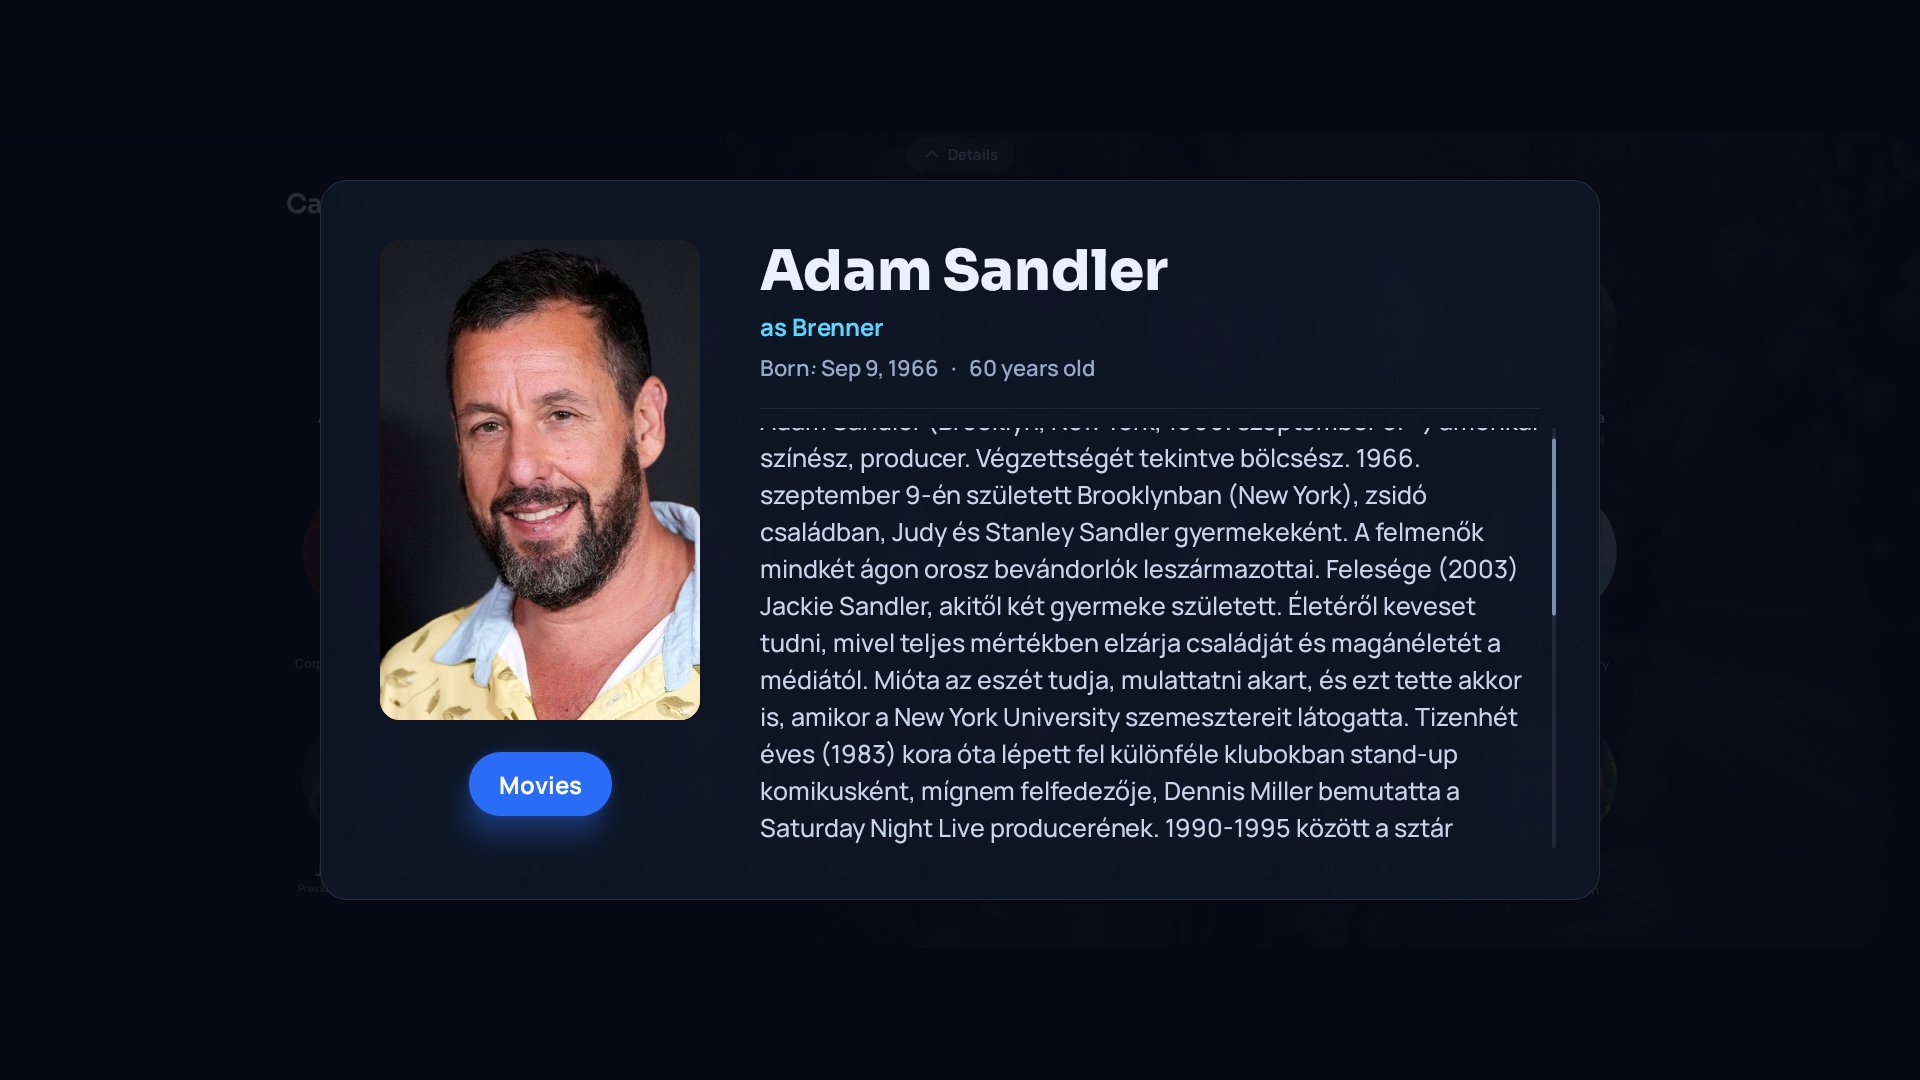 Details
Adam Sandler
as Brenner
Born: Sep 9, 1966 · 60 years old
színész, producer. Végzettségét tekintve bölcsész. 1966.
szeptember 9-én született Brooklynban (New York), zsidó
családban, Judy és Stanley Sandler gyermekeként. A felmenők
mindkét ágon orosz bevándorlók leszármazottai. Felesége (2003)
Jackie Sandler, akitől két gyermeke született. Életéről keveset
tudni, mivel teljes mértékben elzárja családját és magánéletét a
médiától. Mióta az eszét tudja, mulattatni akart, és ezt tette akkor
is, amikor a New York University szemesztereit látogatta. Tizenhét
éves (1983) kora óta lépett fel különféle klubokban stand-up
komikusként, mígnem felfedezője, Dennis Miller bemutatta a
Saturday Night Live producerének. 1990-1995 között a sztár
Movies